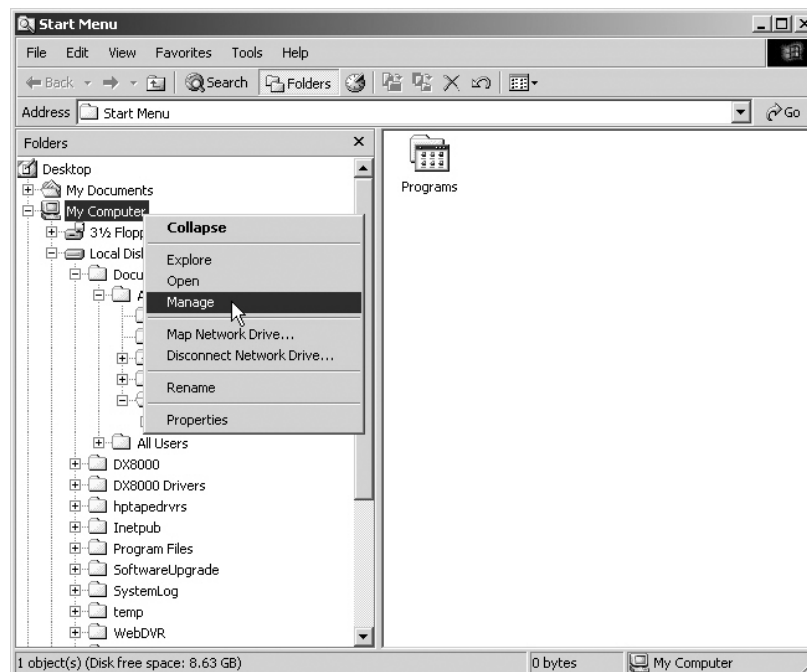 Start Menu
File Edit View Favorites Tools Help
Back Search Folders
Address Start Menu Go
Folders
Desktop
My Documents
My Computer
3½ Flopp
Local Disk
Docu
A
All Users
DX8000
DX8000 Drivers
hptapedrvrs
Inetpub
Program Files
SoftwareUpgrade
SystemLog
temp
WebDVR
Collapse
Explore
Open
Manage
Map Network Drive...
Disconnect Network Drive...
Rename
Properties
Programs
1 object(s) (Disk free space: 8.63 GB) 0 bytes My Computer